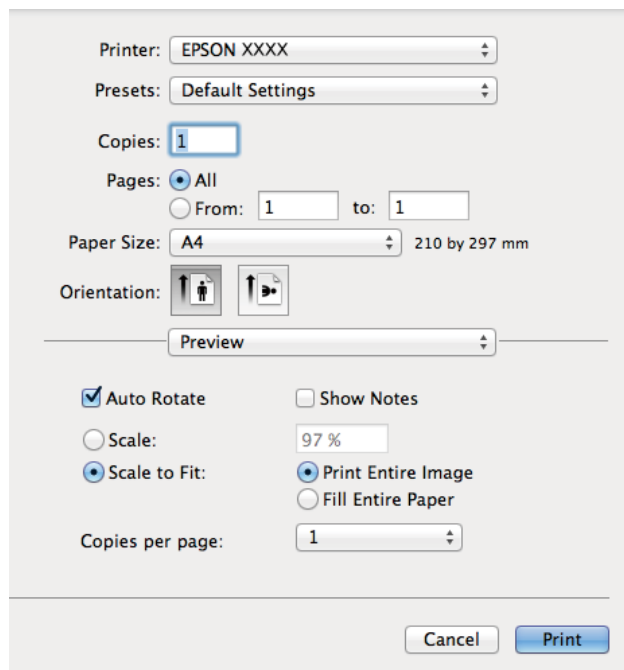 Printer: EPSON XXXX
Presets: Default Settings
Copies: 1
Pages: All
From: 1 to: 1
Paper Size: A4 210 by 297 mm
Orientation:
Preview
Auto Rotate Show Notes
Scale: 97 %
Scale to Fit: Print Entire Image
Fill Entire Paper
Copies per page: 1
Cancel Print